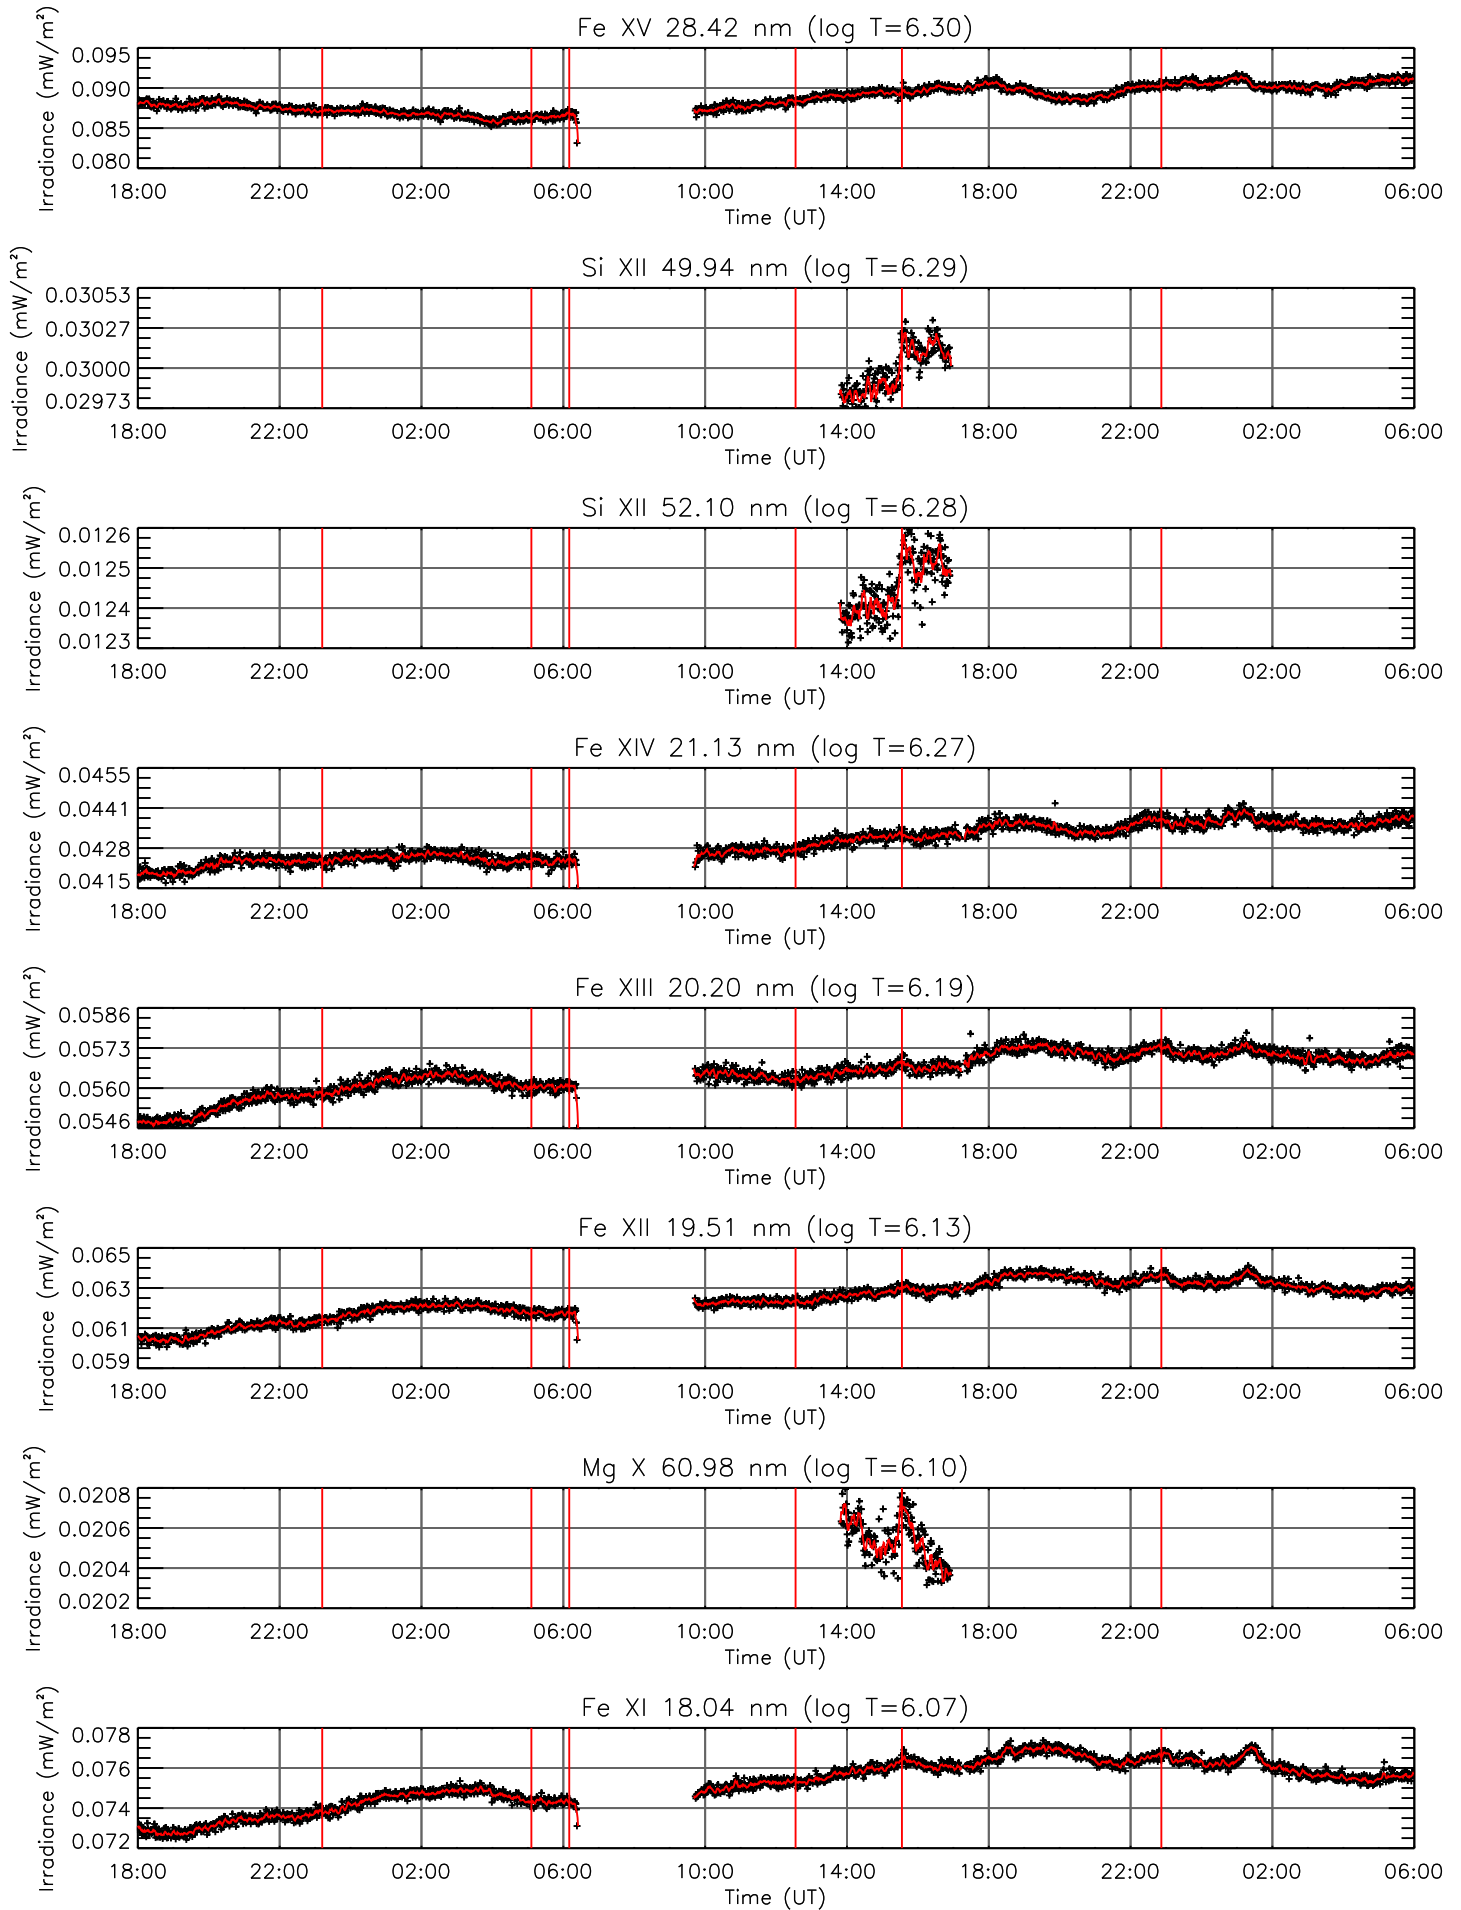 Fe XV 28.42 nm (log T=6.30)
Irradiance (mW/m²)
0.095
0.090
0.085
0.080
18:00 22:00 02:00 06:00 10:00 14:00 18:00 22:00 02:00 06:00
Time (UT)
Si XII 49.94 nm (log T=6.29)
Irradiance (mW/m²)
0.03053
0.03027
0.03000
0.02973
18:00 22:00 02:00 06:00 10:00 14:00 18:00 22:00 02:00 06:00
Time (UT)
Si XII 52.10 nm (log T=6.28)
Irradiance (mW/m²)
0.0126
0.0125
0.0124
0.0123
18:00 22:00 02:00 06:00 10:00 14:00 18:00 22:00 02:00 06:00
Time (UT)
Fe XIV 21.13 nm (log T=6.27)
Irradiance (mW/m²)
0.0455
0.0441
0.0428
0.0415
18:00 22:00 02:00 06:00 10:00 14:00 18:00 22:00 02:00 06:00
Time (UT)
Fe XIII 20.20 nm (log T=6.19)
Irradiance (mW/m²)
0.0586
0.0573
0.0560
0.0546
18:00 22:00 02:00 06:00 10:00 14:00 18:00 22:00 02:00 06:00
Time (UT)
Fe XII 19.51 nm (log T=6.13)
Irradiance (mW/m²)
0.065
0.063
0.061
0.059
18:00 22:00 02:00 06:00 10:00 14:00 18:00 22:00 02:00 06:00
Time (UT)
Mg X 60.98 nm (log T=6.10)
Irradiance (mW/m²)
0.0208
0.0206
0.0204
0.0202
18:00 22:00 02:00 06:00 10:00 14:00 18:00 22:00 02:00 06:00
Time (UT)
Fe XI 18.04 nm (log T=6.07)
Irradiance (mW/m²)
0.078
0.076
0.074
0.072
18:00 22:00 02:00 06:00 10:00 14:00 18:00 22:00 02:00 06:00
Time (UT)